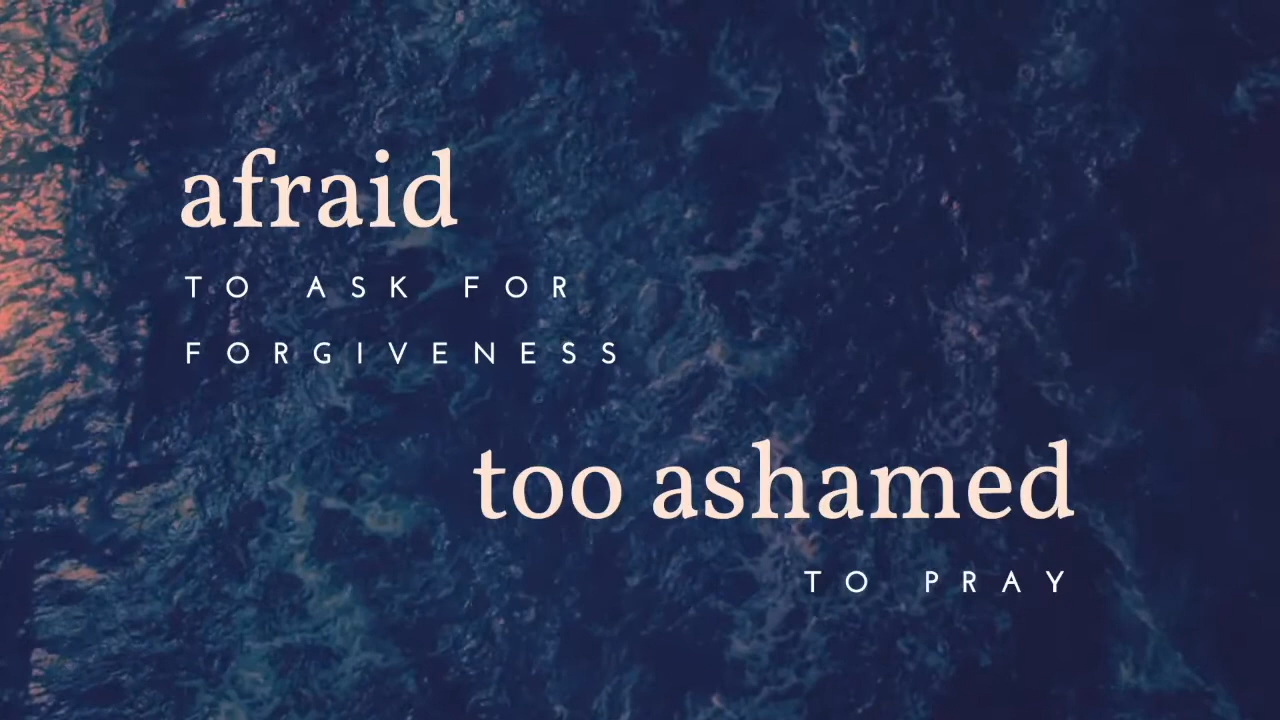 afraid
TO ASK FOR
FORGIVENESS
too ashamed
TO PRAY